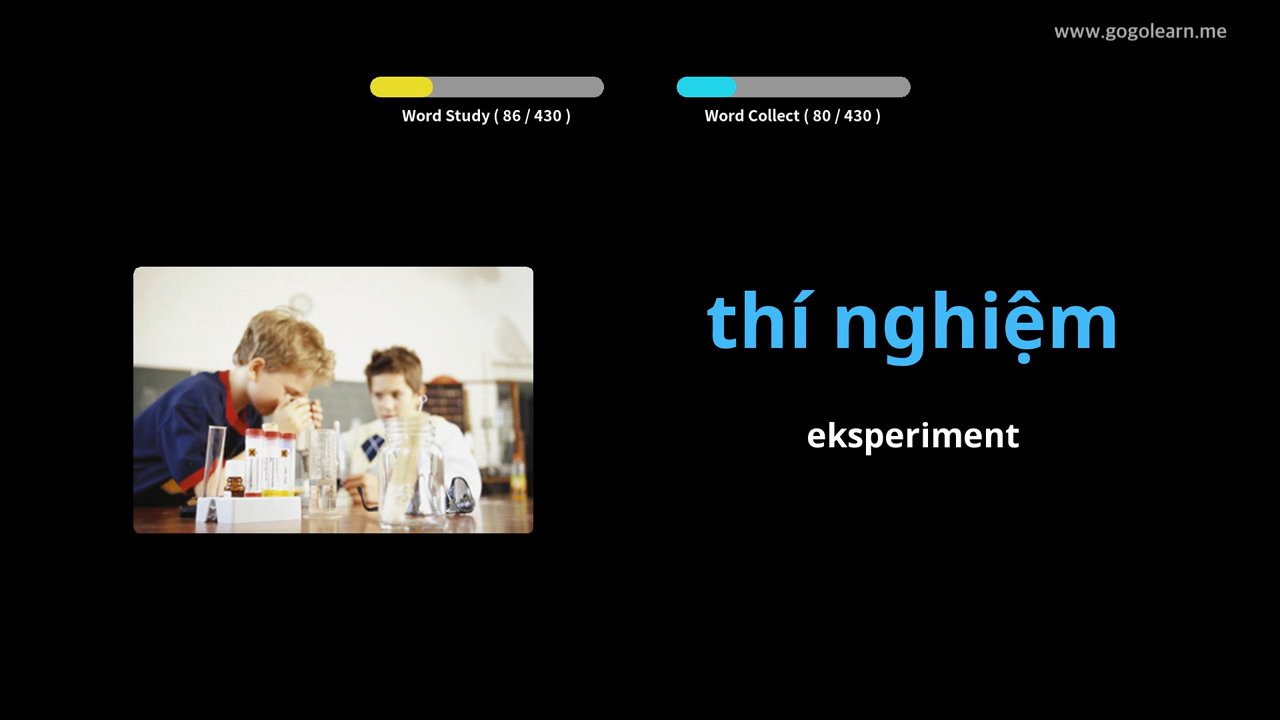 www.gogolearn.me
Word Study ( 86 / 430 )
Word Collect ( 80 / 430 )
thí nghiệm
eksperiment